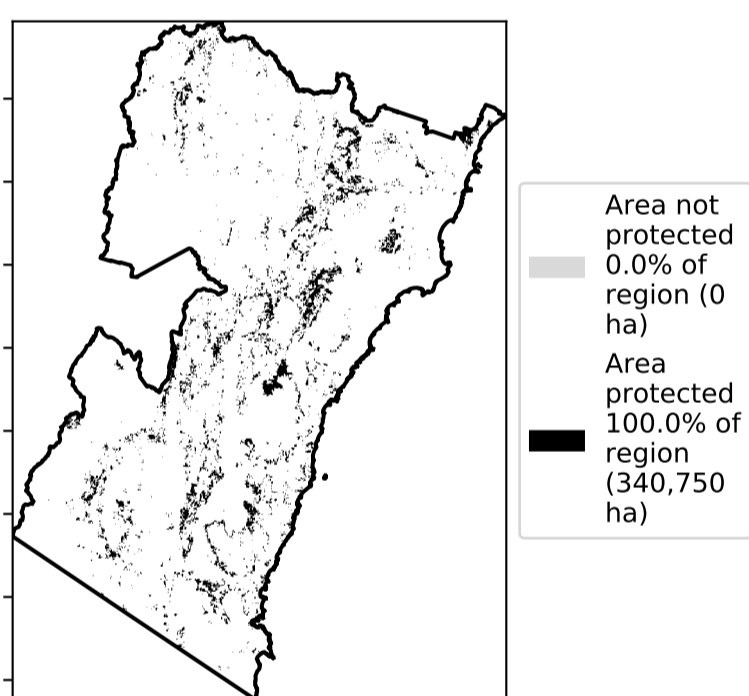 Area not
protected
0.0% of
region (0
ha)
Area
protected
100.0% of
region
(340,750
ha)